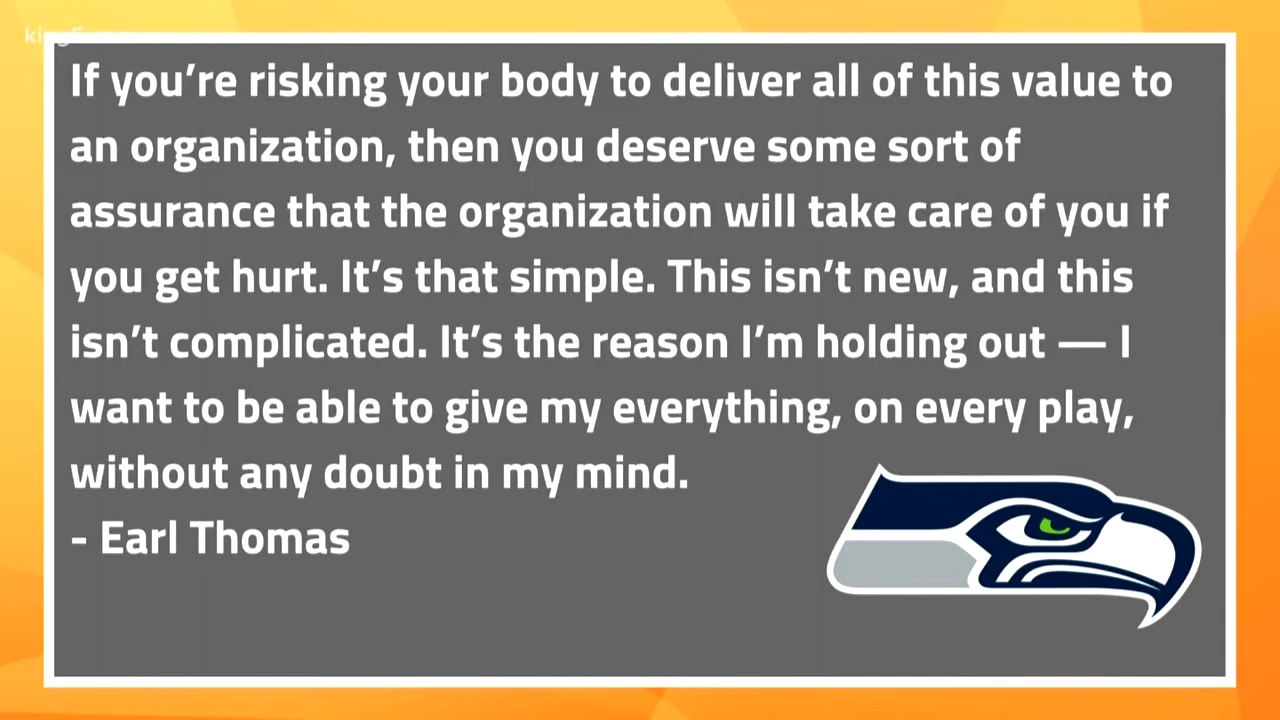 If you’re risking your body to deliver all of this value to
an organization, then you deserve some sort of
assurance that the organization will take care of you if
you get hurt. It’s that simple. This isn’t new, and this
isn’t complicated. It’s the reason I’m holding out — I
want to be able to give my everything, on every play,
without any doubt in my mind.
- Earl Thomas